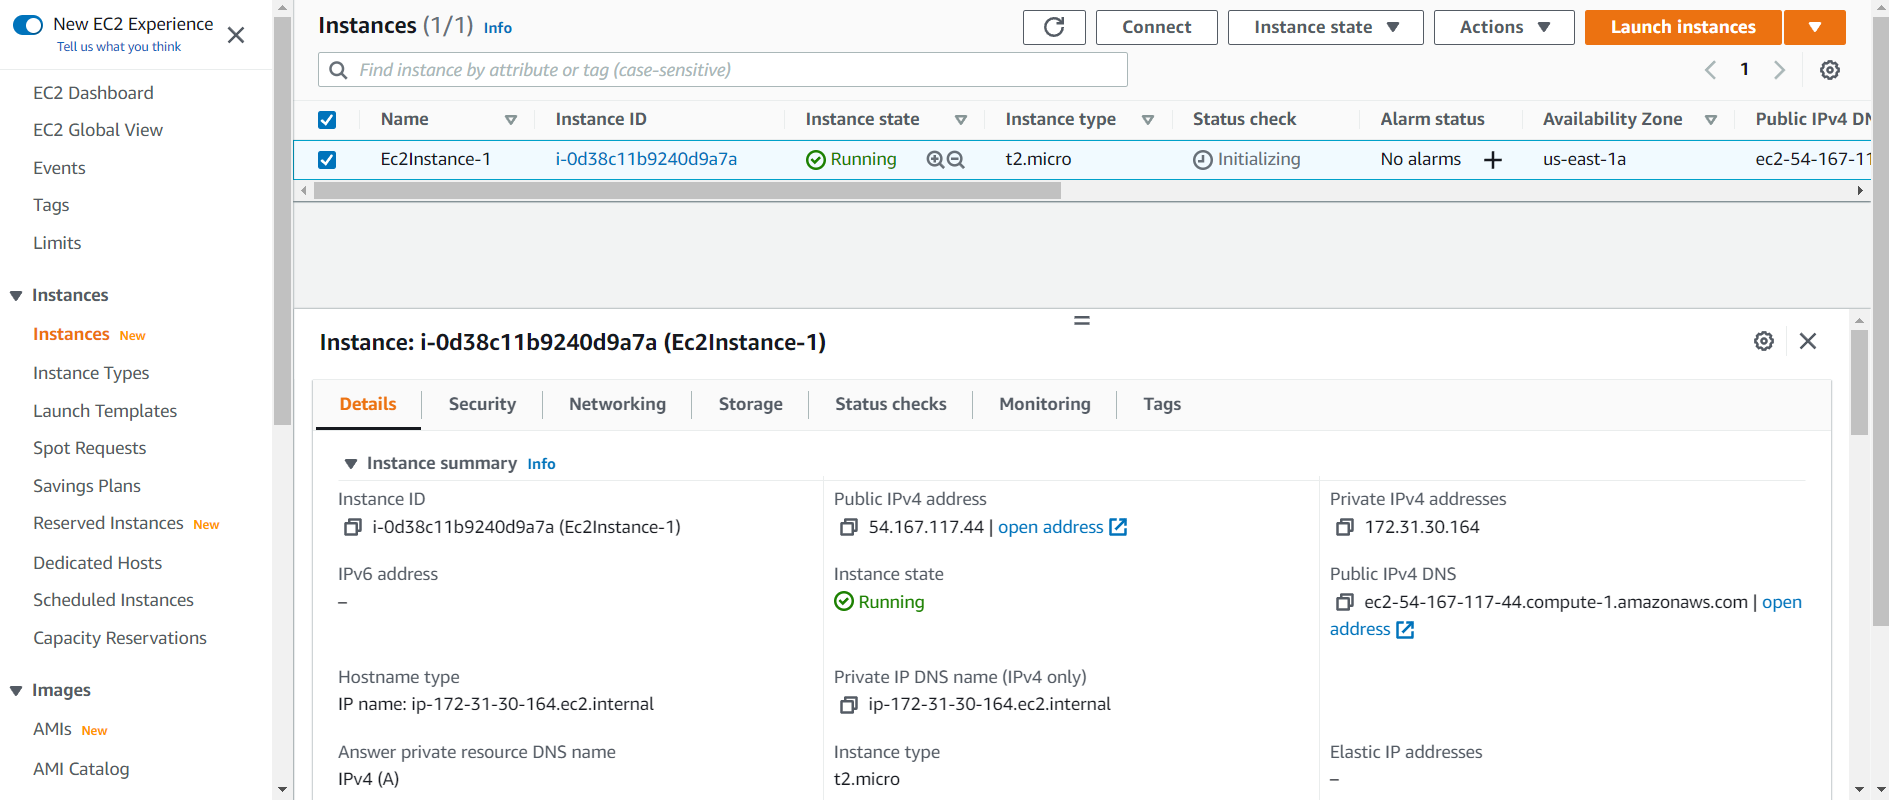 New EC2 Experience
Tell us what you think
EC2 Dashboard
EC2 Global View
Events
Tags
Limits
Instances
Instances New
Instance Types
Launch Templates
Spot Requests
Savings Plans
Reserved Instances New
Dedicated Hosts
Scheduled Instances
Capacity Reservations
Images
AMIs New
AMI Catalog
Instances (1/1) Info
Connect
Instance state
Actions
Launch instances
Find instance by attribute or tag (case-sensitive)
1
Name Instance ID Instance state Instance type Status check Alarm status Availability Zone Public IPv4 DN
Ec2Instance-1 i-0d38c11b9240d9a7a Running t2.micro Initializing No alarms + us-east-1a ec2-54-167-11
Instance: i-0d38c11b9240d9a7a (Ec2Instance-1)
Details Security Networking Storage Status checks Monitoring Tags
Instance summary Info
Instance ID
i-0d38c11b9240d9a7a (Ec2Instance-1)
Public IPv4 address
54.167.117.44 | open address
Private IPv4 addresses
172.31.30.164
IPv6 address
–
Instance state
Running
Public IPv4 DNS
ec2-54-167-117-44.compute-1.amazonaws.com | open
address
Hostname type
IP name: ip-172-31-30-164.ec2.internal
Private IP DNS name (IPv4 only)
ip-172-31-30-164.ec2.internal
Answer private resource DNS name
IPv4 (A)
Instance type
t2.micro
Elastic IP addresses
–